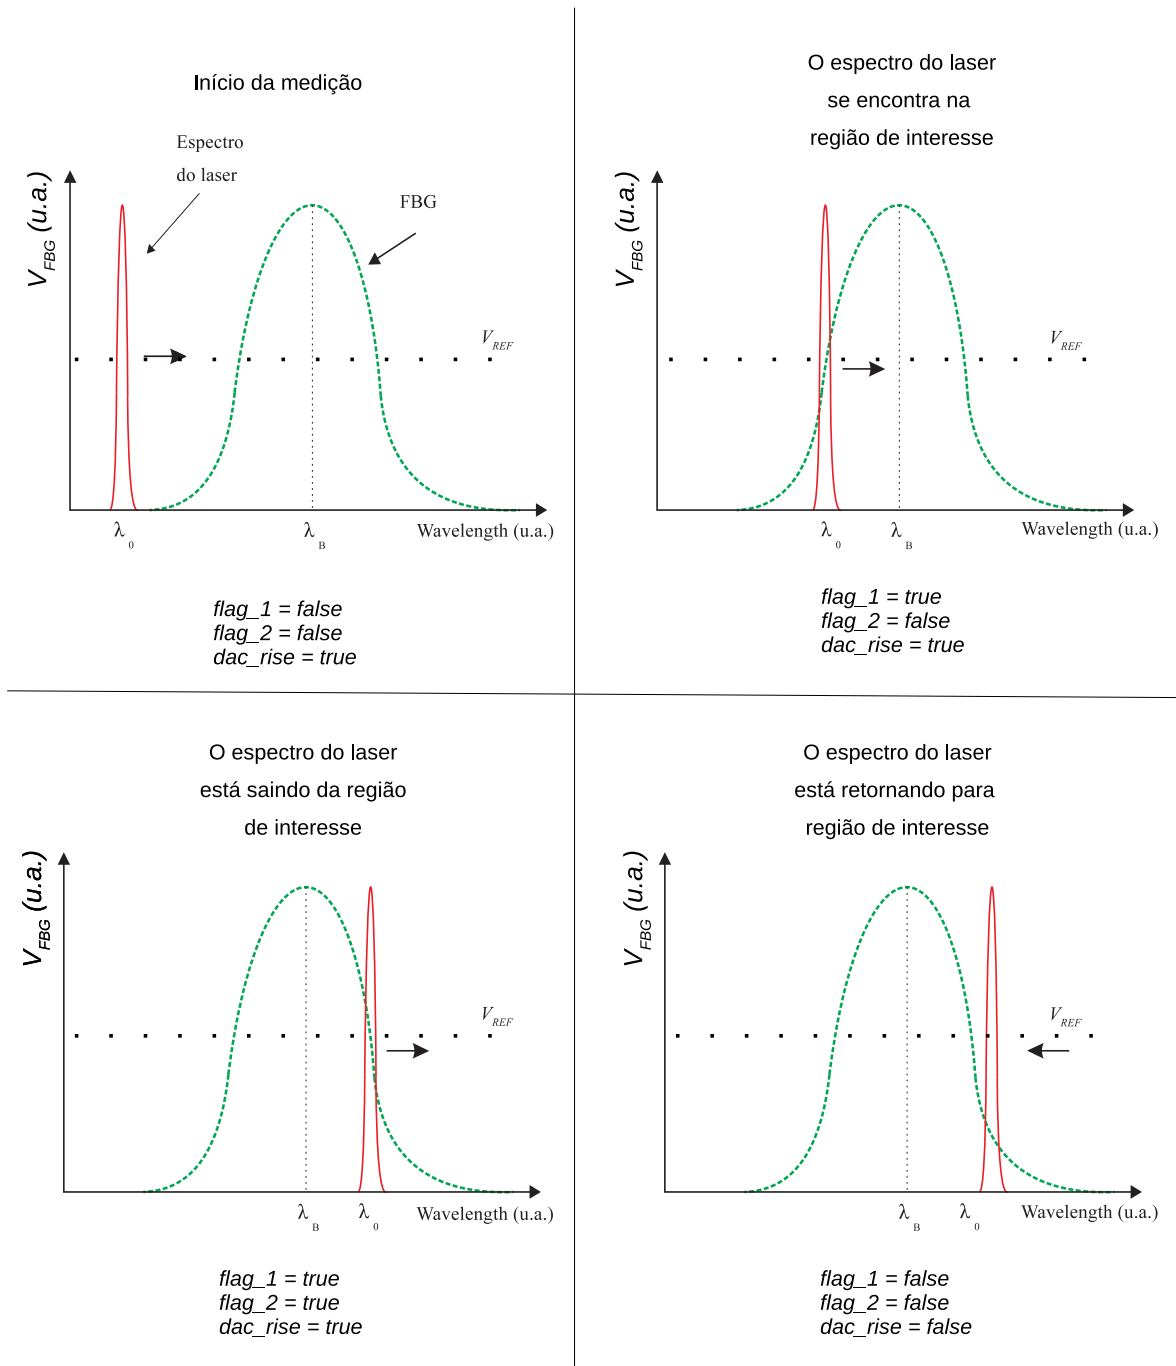 Início da medição
Espectro
do laser
FBG
V_FBG (u.a.)
V_REF
λ_0
λ_B
Wavelength (u.a.)
flag_1 = false
flag_2 = false
dac_rise = true
O espectro do laser
se encontra na
região de interesse
V_FBG (u.a.)
V_REF
λ_0
λ_B
Wavelength (u.a.)
flag_1 = true
flag_2 = false
dac_rise = true
O espectro do laser
está saindo da região
de interesse
V_FBG (u.a.)
V_REF
λ_B
λ_0
Wavelength (u.a.)
flag_1 = true
flag_2 = true
dac_rise = true
O espectro do laser
está retornando para
região de interesse
V_FBG (u.a.)
V_REF
λ_B
λ_0
Wavelength (u.a.)
flag_1 = false
flag_2 = false
dac_rise = false